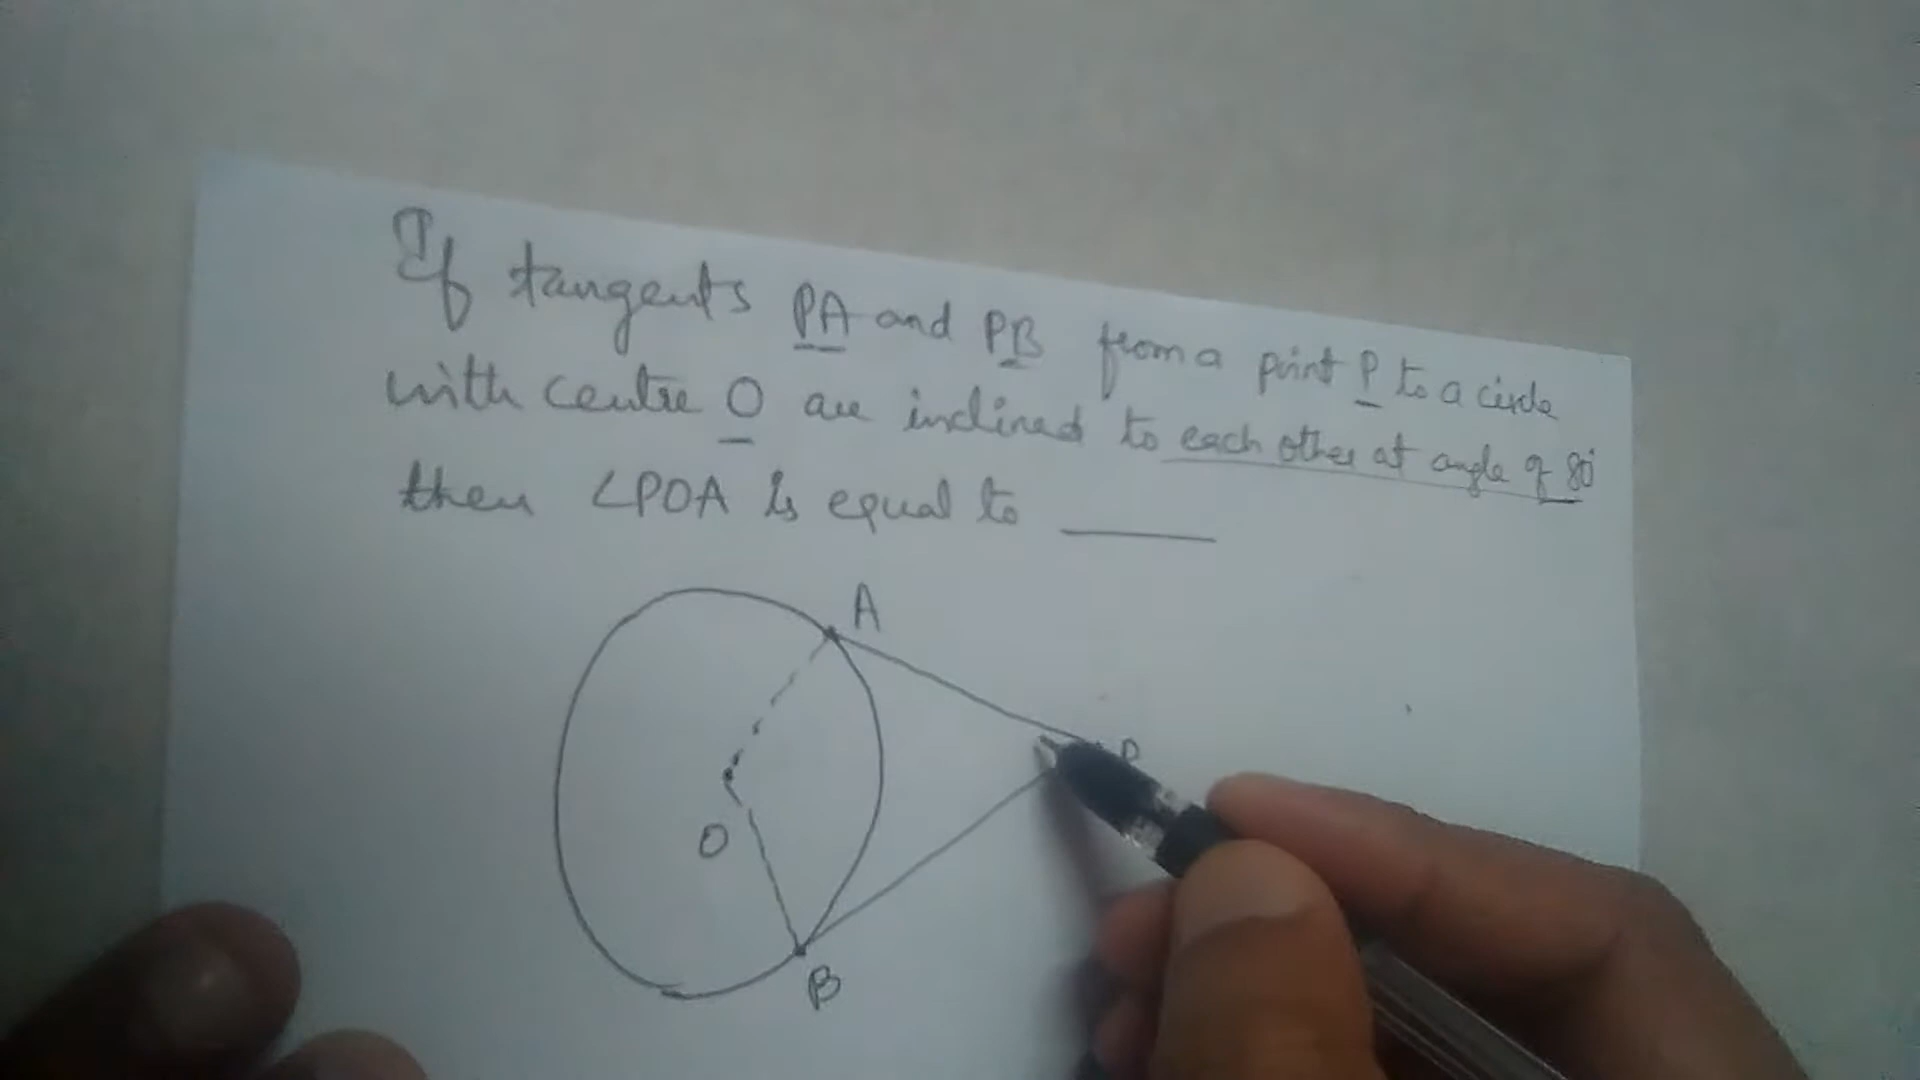 If tangents PA and PB from a point P to a circle
with centre O are inclined to each other at angle of 80°
then ∠POA is equal to ______
A
P
O
B